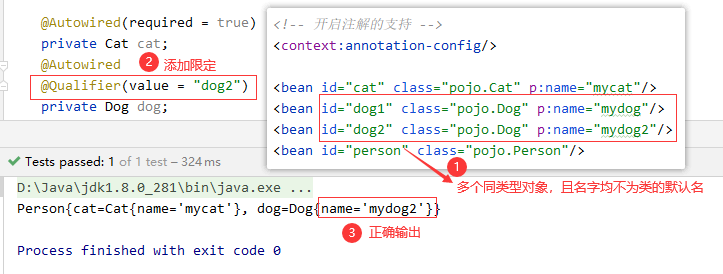 @Autowired(required = true)
private Cat cat;
@Autowired
2 添加限定
@Qualifier(value = "dog2")
private Dog dog;
<!-- 开启注解的支持 -->
<context:annotation-config/>
<bean id="cat" class="pojo.Cat" p:name="mycat"/>
<bean id="dog1" class="pojo.Dog" p:name="mydog"/>
<bean id="dog2" class="pojo.Dog" p:name="mydog2"/>
<bean id="person" class="pojo.Person"/>
1
多个同类型对象，且名字均不为类的默认名
Tests passed: 1 of 1 test – 324 ms
D:\Java\jdk1.8.0_281\bin\java.exe ...
Person{cat=Cat{name='mycat'}, dog=Dog{name='mydog2'}}
3 正确输出
Process finished with exit code 0